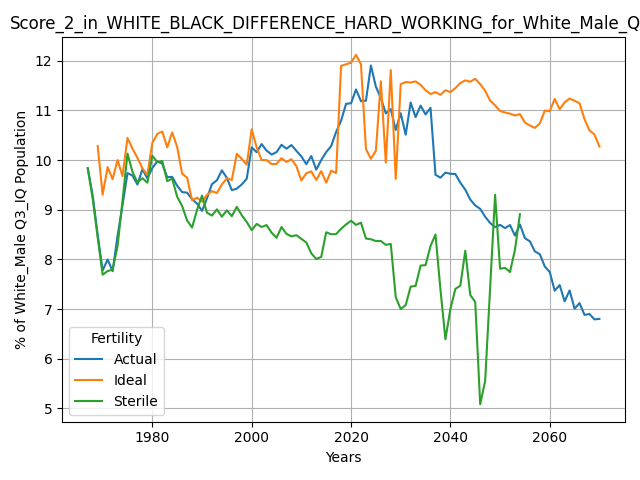 Score_2_in_WHITE_BLACK_DIFFERENCE_HARD_WORKING_for_White_Male_Q
% of White_Male Q3_IQ Population
12
11
10
9
8
7
6
5
Fertility
Actual
Ideal
Sterile
1980
2000
2020
2040
2060
Years